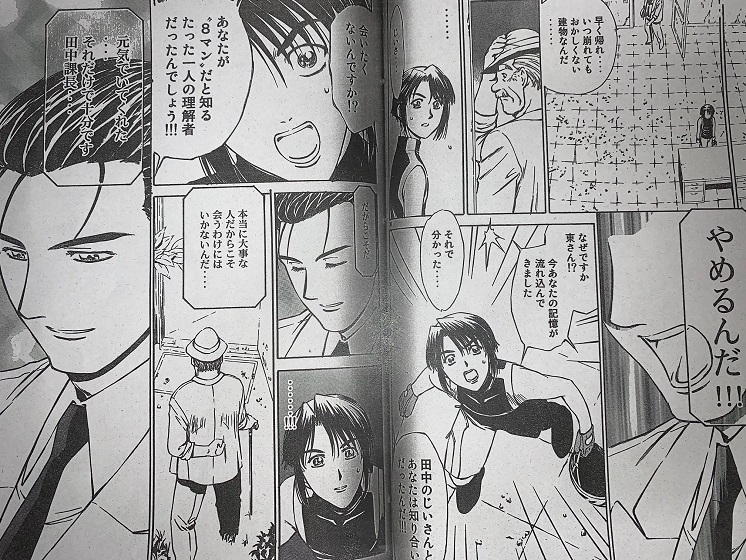 早く帰れ
いつ崩れても
おかしくない
建物なんだ
‥‥‥
じいさ‥
やめるんだ!!!
なぜですか
東さん!?
今あなたの記憶が
流れ込んで
きました
それで
分かった‥‥
田中のじいさんと
あなたは知り合い
だったんだ!!
会いたく
ないんですか!?
あなたが
〝8マン〟だと知る
たった一人の理解者
だったんでしょう!!!
だからこそだ
本当に大事な
人だからこそ
会うわけには
いかないんだ‥‥
‥‥‥‥!!!
元気でいてくれた
‥‥
それだけで十分です
田中課長‥‥